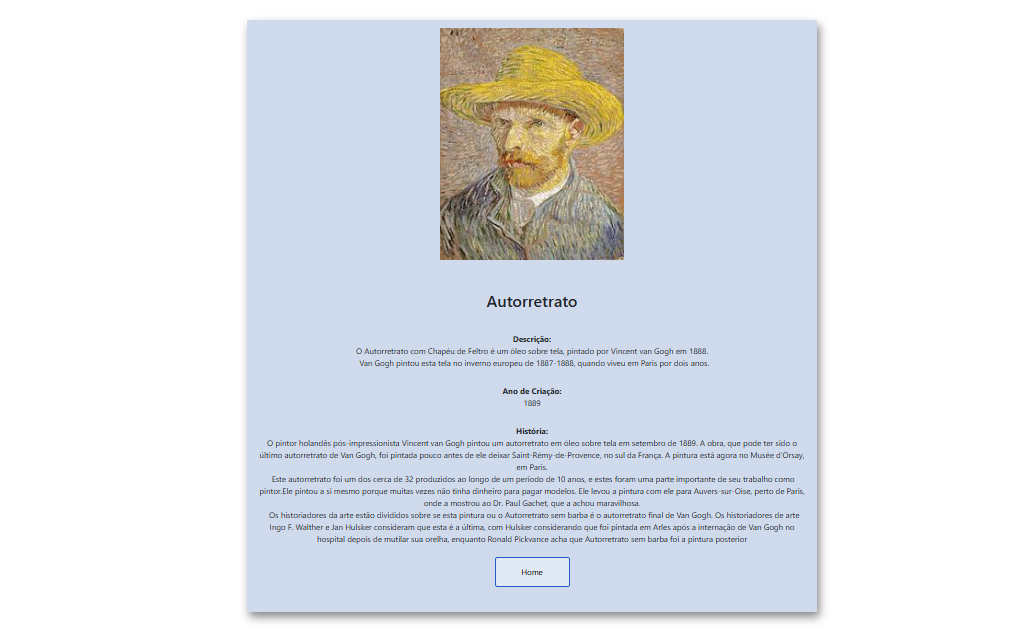 Autorretrato
Descrição:
O Autorretrato com Chapéu de Feltro é um óleo sobre tela, pintado por Vincent van Gogh em 1888.
Van Gogh pintou esta tela no inverno europeu de 1887-1888, quando viveu em Paris por dois anos.
Ano de Criação:
1889
História:
O pintor holandês pós-impressionista Vincent van Gogh pintou um autorretrato em óleo sobre tela em setembro de 1889. A obra, que pode ter sido o
último autorretrato de Van Gogh, foi pintada pouco antes de ele deixar Saint-Rémy-de-Provence, no sul da França. A pintura está agora no Musée d'Orsay,
em Paris.
Este autorretrato foi um dos cerca de 32 produzidos ao longo de um período de 10 anos, e estes foram uma parte importante de seu trabalho como
pintor.Ele pintou a si mesmo porque muitas vezes não tinha dinheiro para pagar modelos. Ele levou a pintura com ele para Auvers-sur-Oise, perto de Paris,
onde a mostrou ao Dr. Paul Gachet, que a achou maravilhosa.
Os historiadores da arte estão divididos sobre se esta pintura ou o Autorretrato sem barba é o autorretrato final de Van Gogh. Os historiadores de arte
Ingo F. Walther e Jan Hulsker consideram que esta é a última, com Hulsker considerando que foi pintada em Arles após a internação de Van Gogh no
hospital depois de mutilar sua orelha, enquanto Ronald Pickvance acha que Autorretrato sem barba foi a pintura posterior
Home